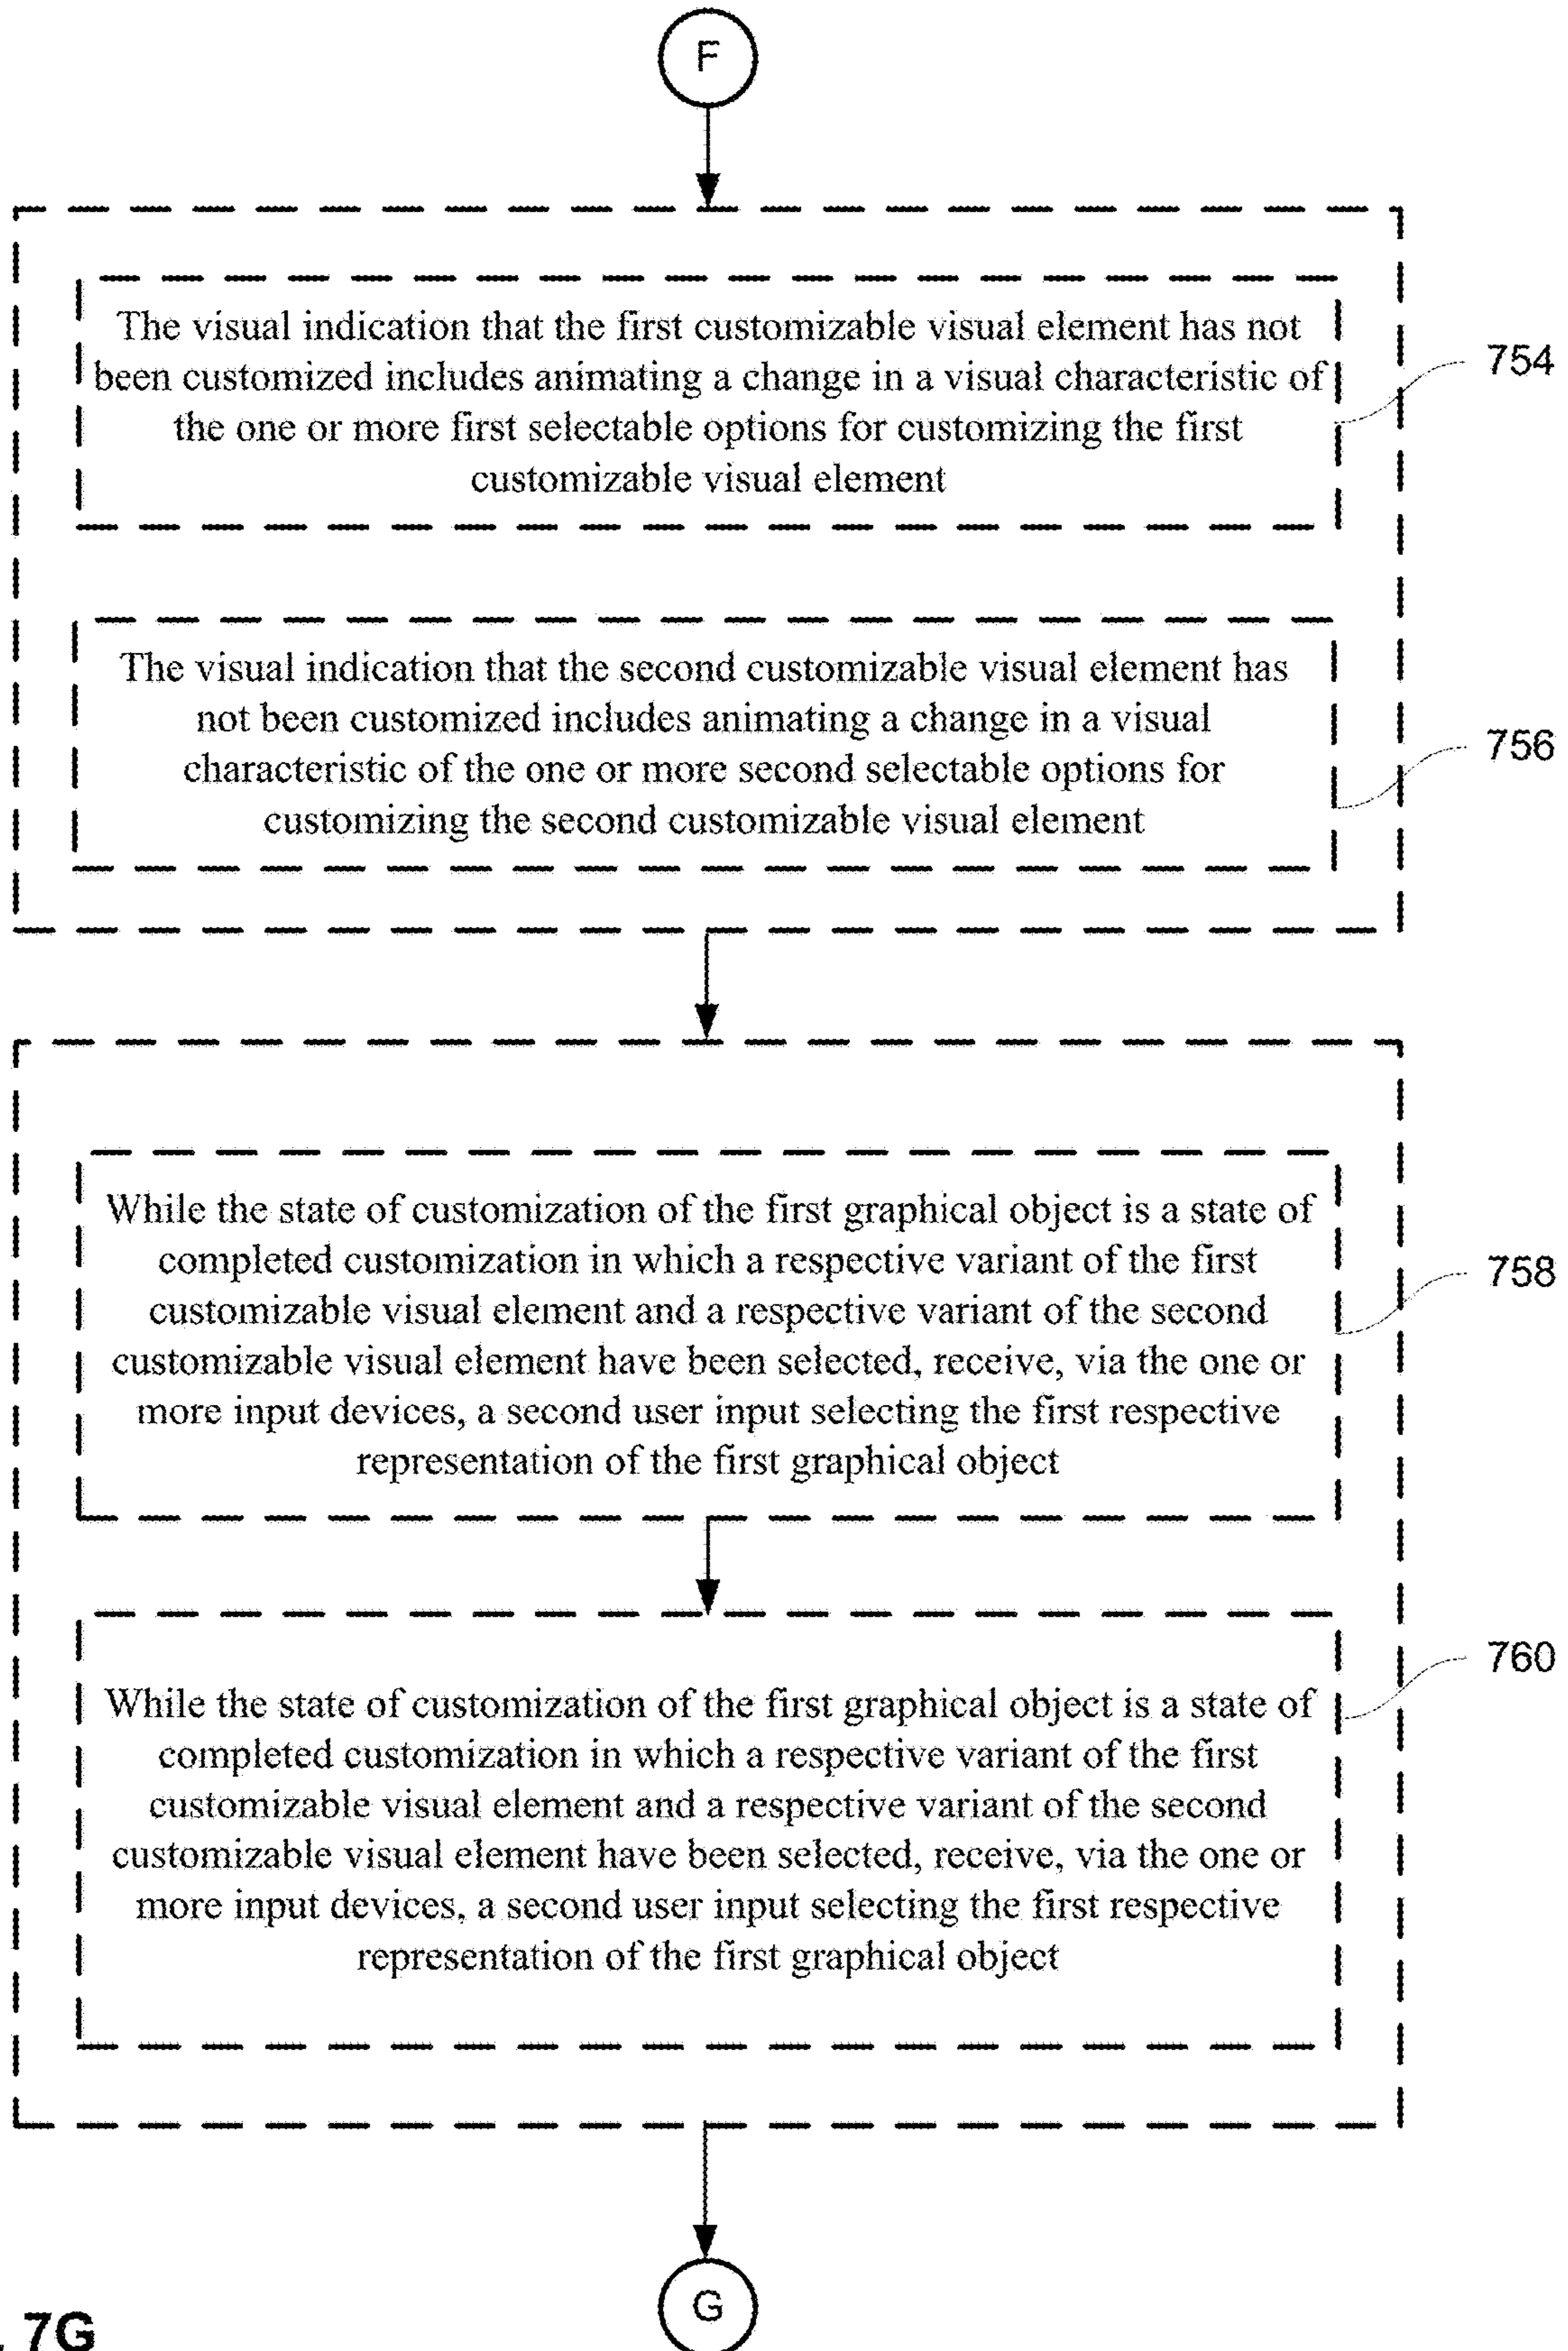 F
The visual indication that the first customizable visual element has not
been customized includes animating a change in a visual characteristic of
the one or more first selectable options for customizing the first
customizable visual element
754
The visual indication that the second customizable visual element has
not been customized includes animating a change in a visual
characteristic of the one or more second selectable options for
customizing the second customizable visual element
756
While the state of customization of the first graphical object is a state of
completed customization in which a respective variant of the first
customizable visual element and a respective variant of the second
customizable visual element have been selected, receive, via the one or
more input devices, a second user input selecting the first respective
representation of the first graphical object
758
While the state of customization of the first graphical object is a state of
completed customization in which a respective variant of the first
customizable visual element and a respective variant of the second
customizable visual element have been selected, receive, via the one or
more input devices, a second user input selecting the first respective
representation of the first graphical object
760
G
7G